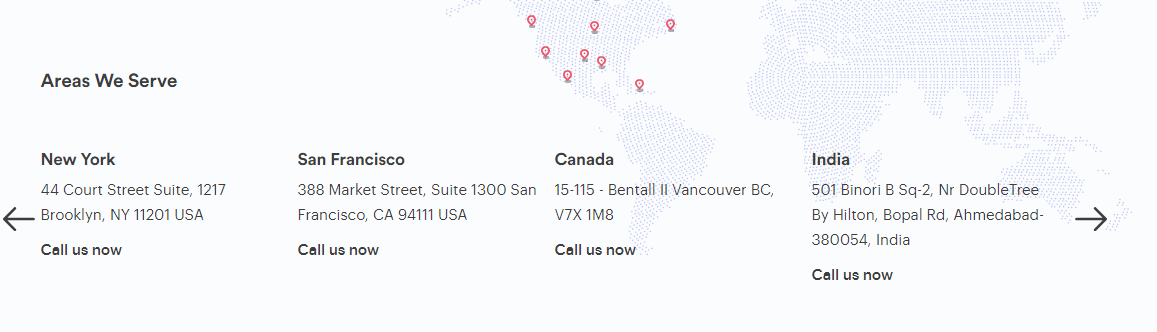 Areas We Serve
New York
44 Court Street Suite, 1217
Brooklyn, NY 11201 USA
Call us now
San Francisco
388 Market Street, Suite 1300 San
Francisco, CA 94111 USA
Call us now
Canada
15-115 - Bentall II Vancouver BC,
V7X 1M8
Call us now
India
501 Binori B Sq-2, Nr DoubleTree
By Hilton, Bopal Rd, Ahmedabad-
380054, India
Call us now